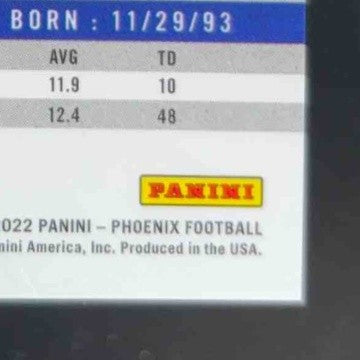 BORN : 11/29/93
AVG TD
11.9 10
12.4 48
PANINI
2022 PANINI – PHOENIX FOOTBALL
America, Inc. Produced in the USA.